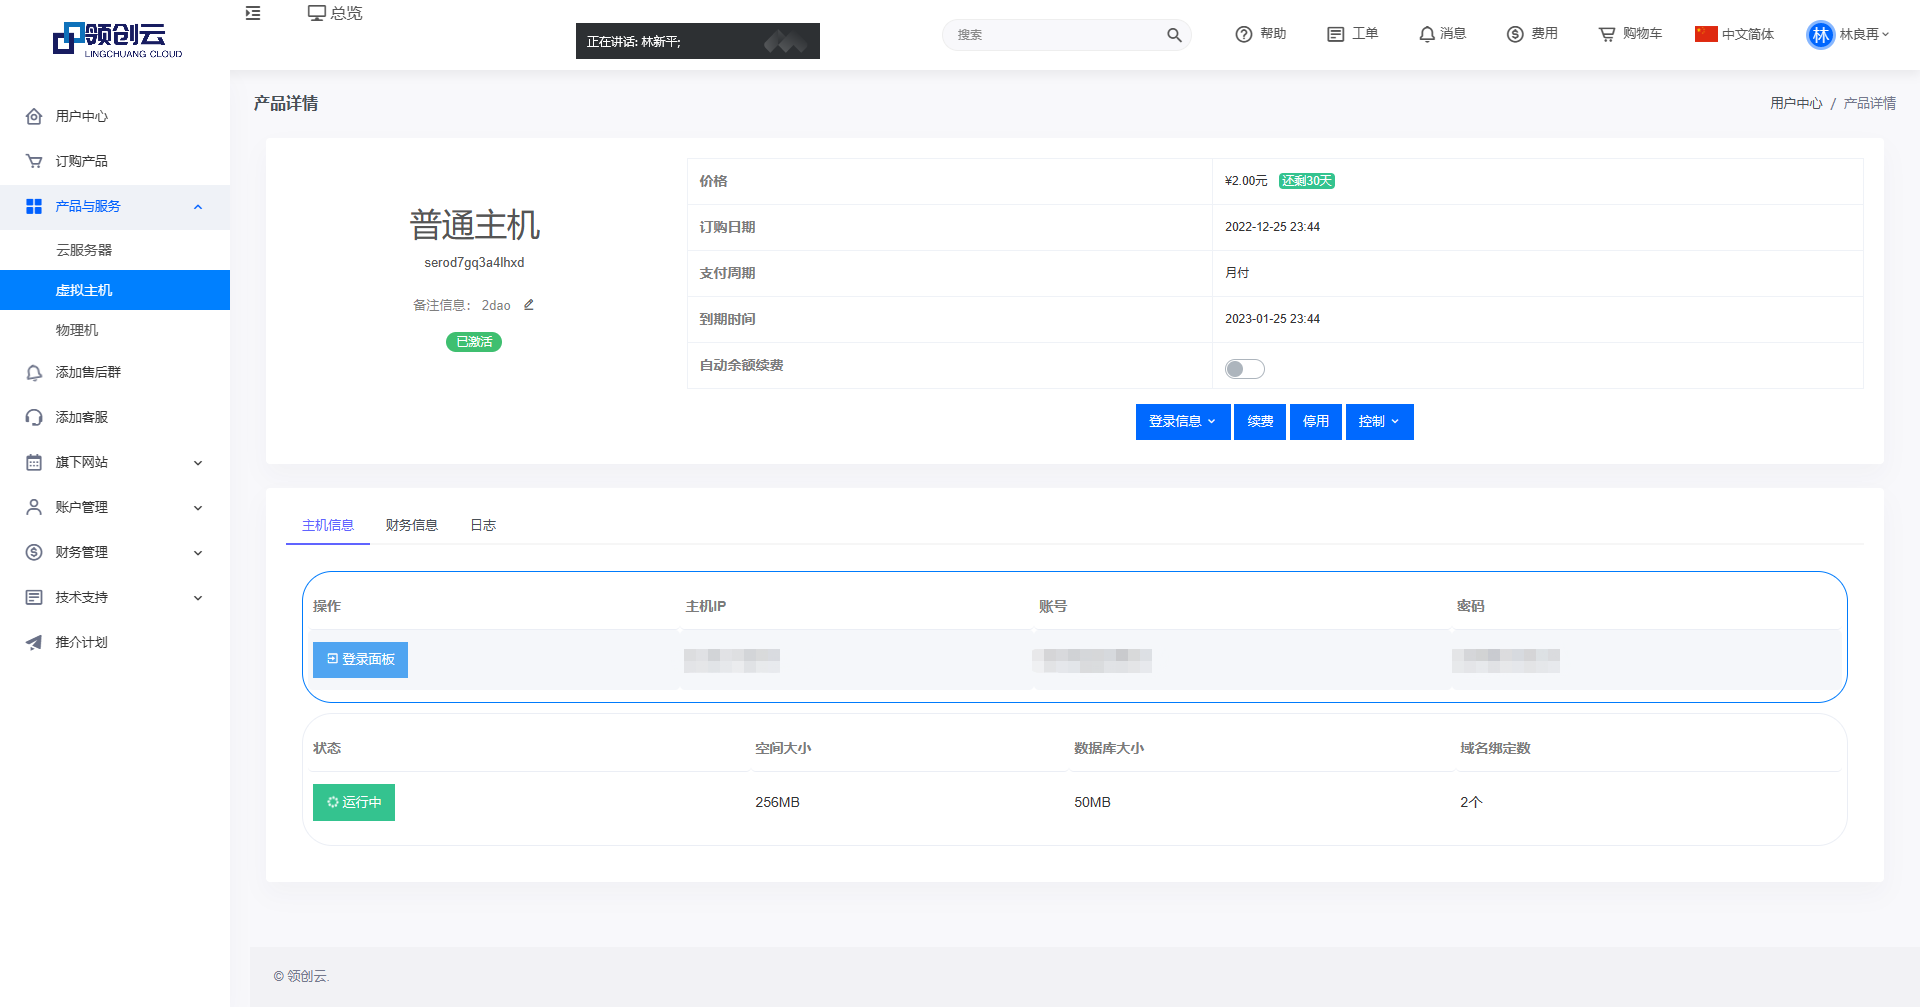 领创云
LINGCHUANG CLOUD
总览
正在讲话: 林新平;
搜索
帮助
工单
消息
费用
购物车
中文简体
林
林良再
用户中心
订购产品
产品与服务
云服务器
虚拟主机
物理机
添加售后群
添加客服
旗下网站
账户管理
财务管理
技术支持
推介计划
产品详情
用户中心 / 产品详情
普通主机
serod7gq3a4lhxd
备注信息: 2dao
已激活
价格 ¥2.00元 还剩30天
订购日期 2022-12-25 23:44
支付周期 月付
到期时间 2023-01-25 23:44
自动余额续费
登录信息 续费 停用 控制
主机信息 财务信息 日志
操作 主机IP 账号 密码
登录面板
状态 空间大小 数据库大小 域名绑定数
运行中 256MB 50MB 2个
© 领创云.